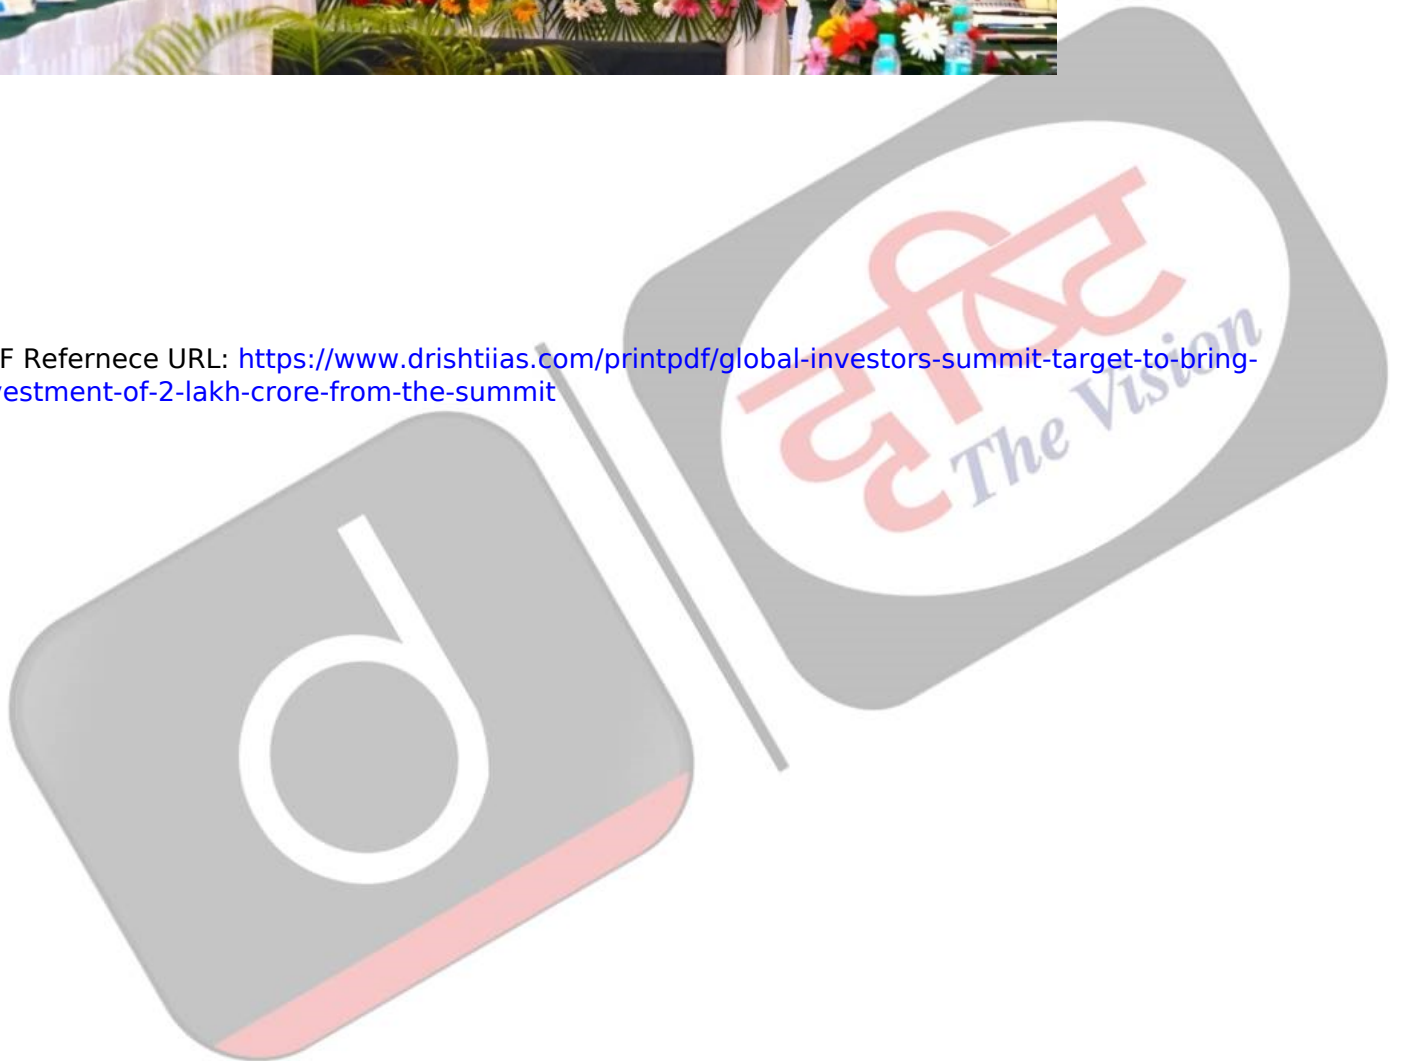 F Refernece URL: https://www.drishtiias.com/printpdf/global-investors-summit-target-to-bring-
vestment-of-2-lakh-crore-from-the-summit
दृष्टि
The Vision
d